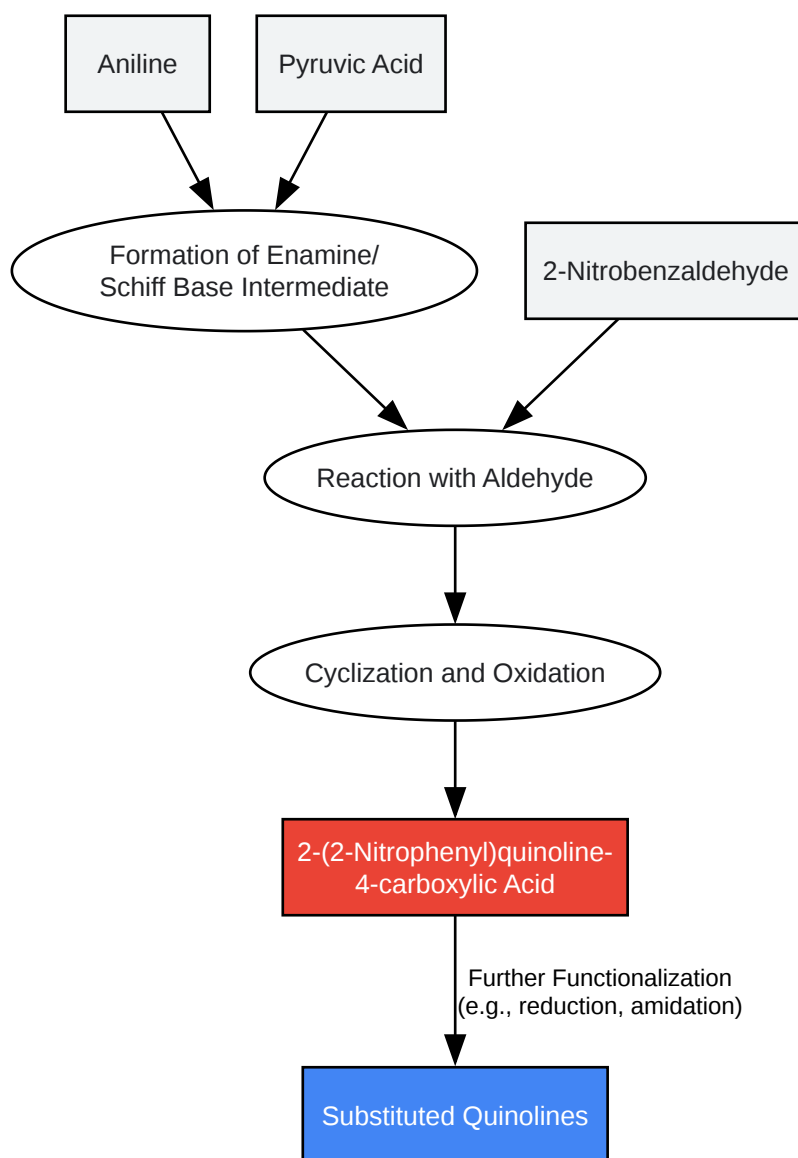 Aniline
Pyruvic Acid
Formation of Enamine/
Schiff Base Intermediate
2-Nitrobenzaldehyde
Reaction with Aldehyde
Cyclization and Oxidation
2-(2-Nitrophenyl)quinoline-
4-carboxylic Acid
Further Functionalization
(e.g., reduction, amidation)
Substituted Quinolines